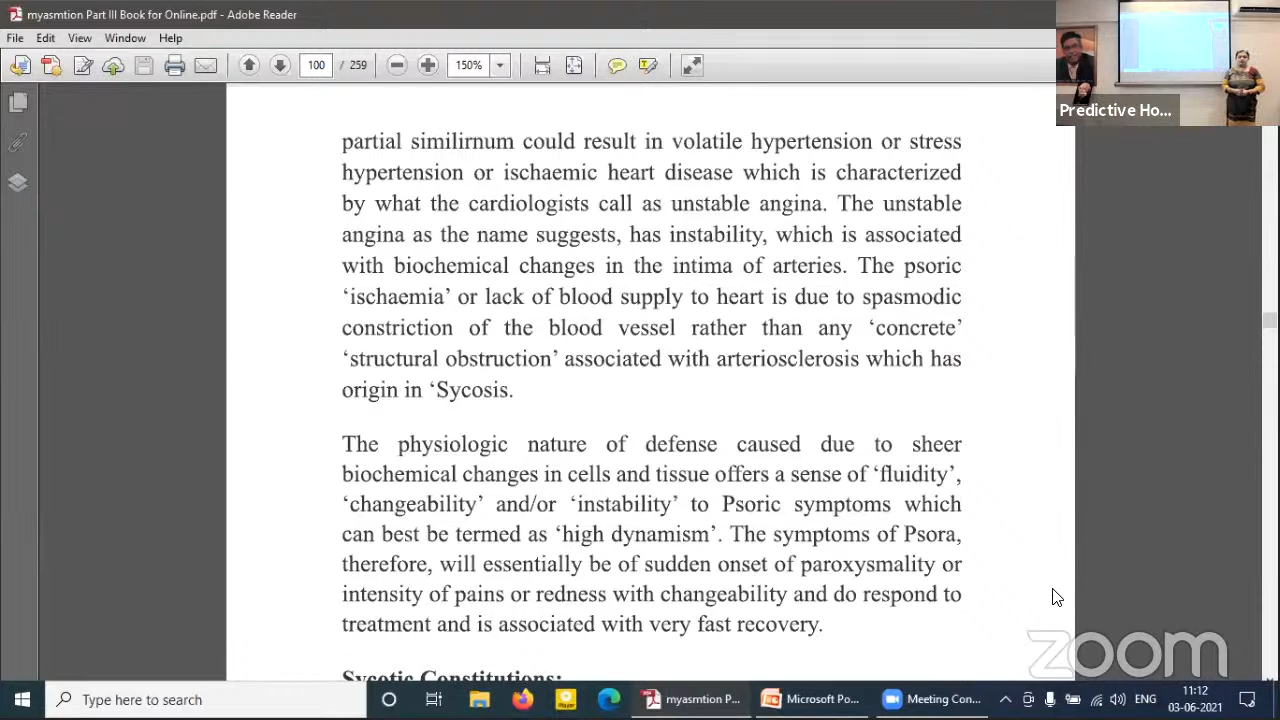 myasmtion Part III Book for Online.pdf - Adobe Reader
File Edit View Window Help
100 / 259 150%
Predictive Ho...
partial similirnum could result in volatile hypertension or stress
hypertension or ischaemic heart disease which is characterized
by what the cardiologists call as unstable angina. The unstable
angina as the name suggests, has instability, which is associated
with biochemical changes in the intima of arteries. The psoric
‘ischaemia’ or lack of blood supply to heart is due to spasmodic
constriction of the blood vessel rather than any ‘concrete’
‘structural obstruction’ associated with arteriosclerosis which has
origin in ‘Sycosis.
The physiologic nature of defense caused due to sheer
biochemical changes in cells and tissue offers a sense of ‘fluidity’,
‘changeability’ and/or ‘instability’ to Psoric symptoms which
can best be termed as ‘high dynamism’. The symptoms of Psora,
therefore, will essentially be of sudden onset of paroxysmality or
intensity of pains or redness with changeability and do respond to
treatment and is associated with very fast recovery.
Sycotic Constitutions:
zoom
Type here to search
myasmtion P...
Microsoft Po...
Meeting Con...
ENG
11:12
03-06-2021